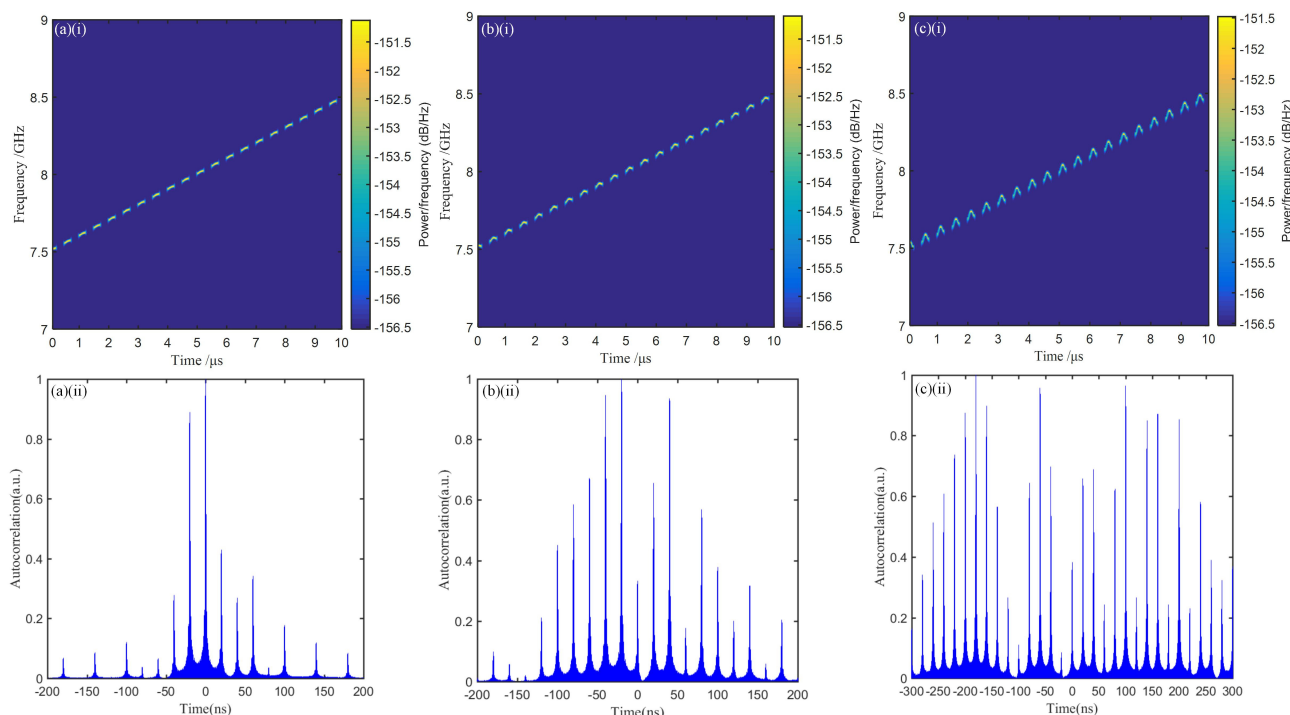 (a)(i)
9
8.5
8
7.5
7
Frequency /GHz
0 1 2 3 4 5 6 7 8 9 10
Time /μs
-151.5
-152
-152.5
-153
-153.5
-154
-154.5
-155
-155.5
-156
-156.5
Power/frequency (dB/Hz)
(b)(i)
9
8.5
8
7.5
7
Frequency /GHz
0 1 2 3 4 5 6 7 8 9 10
Time /μs
-151.5
-152
-152.5
-153
-153.5
-154
-154.5
-155
-155.5
-156
-156.5
Power/frequency (dB/Hz)
(c)(i)
9
8.5
8
7.5
7
Frequency /GHz
0 1 2 3 4 5 6 7 8 9 10
Time /μs
-151.5
-152
-152.5
-153
-153.5
-154
-154.5
-155
-155.5
-156
-156.5
Power/frequency (dB/Hz)
(a)(ii)
1
0.8
0.6
0.4
0.2
0
Autocorrelation(a.u.)
-200 -150 -100 -50 0 50 100 150 200
Time(ns)
(b)(ii)
1
0.8
0.6
0.4
0.2
0
Autocorrelation(a.u.)
-200 -150 -100 -50 0 50 100 150 200
Time(ns)
(c)(ii)
1
0.8
0.6
0.4
0.2
0
Autocorrelation(a.u.)
-300 -250 -200 -150 -100 -50 0 50 100 150 200 250 300
Time(ns)